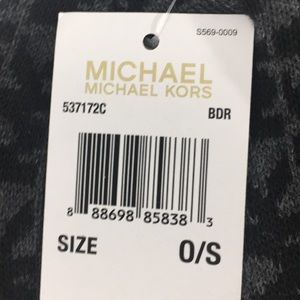 S569-0009
MICHAEL
MICHAEL KORS
537172C BDR
8 88698 85838 3
SIZE O/S